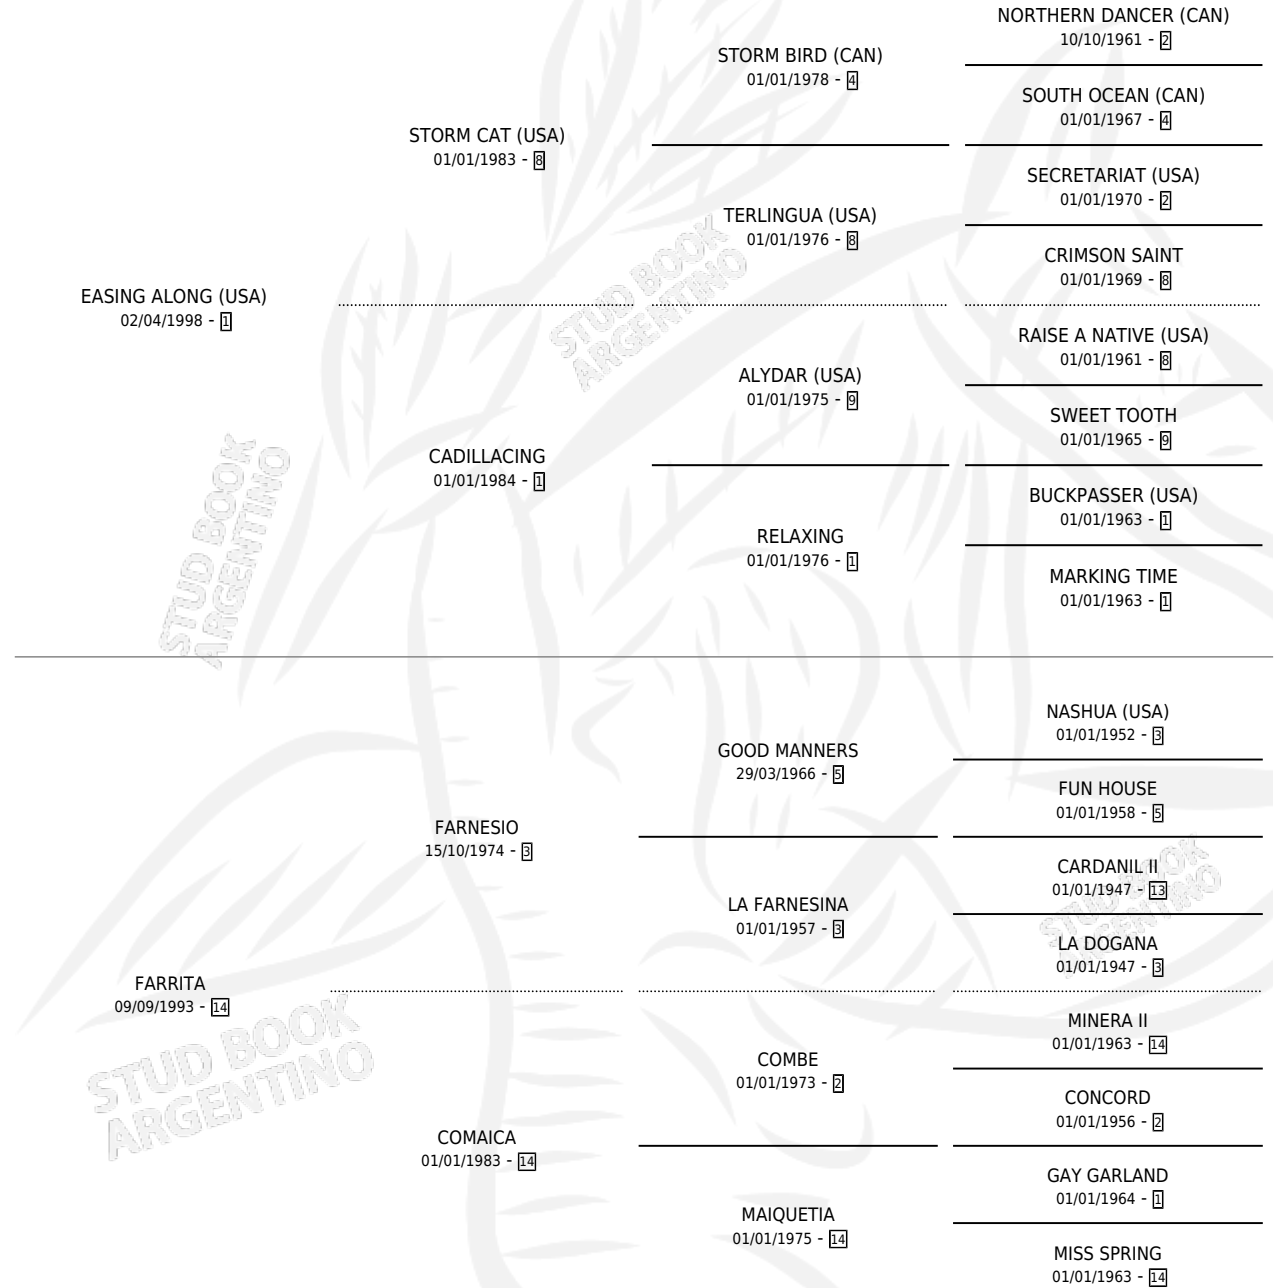 NORTHERN DANCER (CAN)
10/10/1961 - 2
STORM BIRD (CAN)
01/01/1978 - 4
SOUTH OCEAN (CAN)
01/01/1967 - 4
STORM CAT (USA)
01/01/1983 - 8
SECRETARIAT (USA)
01/01/1970 - 2
TERLINGUA (USA)
01/01/1976 - 8
CRIMSON SAINT
01/01/1969 - 8
EASING ALONG (USA)
02/04/1998 - 1
RAISE A NATIVE (USA)
01/01/1961 - 8
ALYDAR (USA)
01/01/1975 - 9
SWEET TOOTH
01/01/1965 - 9
CADILLACING
01/01/1984 - 1
BUCKPASSER (USA)
01/01/1963 - 1
RELAXING
01/01/1976 - 1
MARKING TIME
01/01/1963 - 1
NASHUA (USA)
01/01/1952 - 3
GOOD MANNERS
29/03/1966 - 5
FUN HOUSE
01/01/1958 - 5
FARNESIO
15/10/1974 - 3
CARDANIL II
01/01/1947 - 13
LA FARNESINA
01/01/1957 - 3
LA DOGANA
01/01/1947 - 3
FARRITA
09/09/1993 - 14
MINERA II
01/01/1963 - 14
COMBE
01/01/1973 - 2
CONCORD
01/01/1956 - 2
COMAICA
01/01/1983 - 14
GAY GARLAND
01/01/1964 - 1
MAIQUETIA
01/01/1975 - 14
MISS SPRING
01/01/1963 - 14
STUD BOOK
ARGENTINO
STUD BOOK
ARGENTINO
STUD BOOK
ARGENTINO
STUD BOOK
ARGENTINO